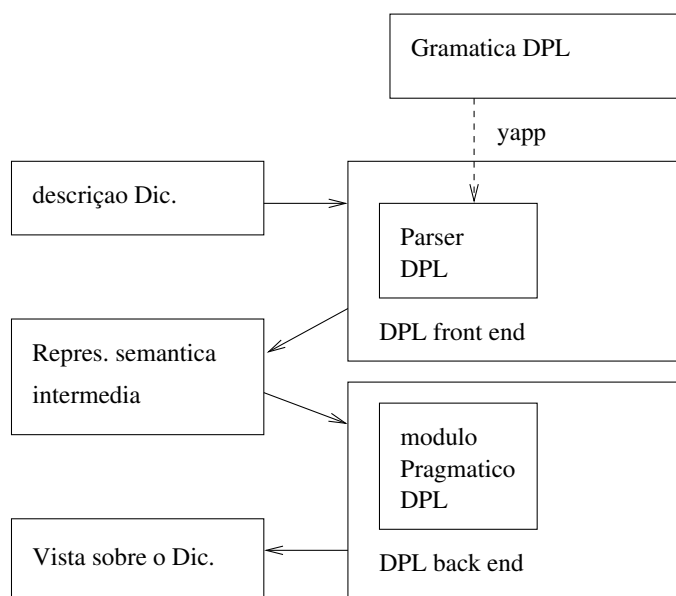 Gramatica DPL
yapp
descriçao Dic.
Parser
DPL
DPL front end
Repres. semantica
intermedia
modulo
Pragmatico
DPL
DPL back end
Vista sobre o Dic.